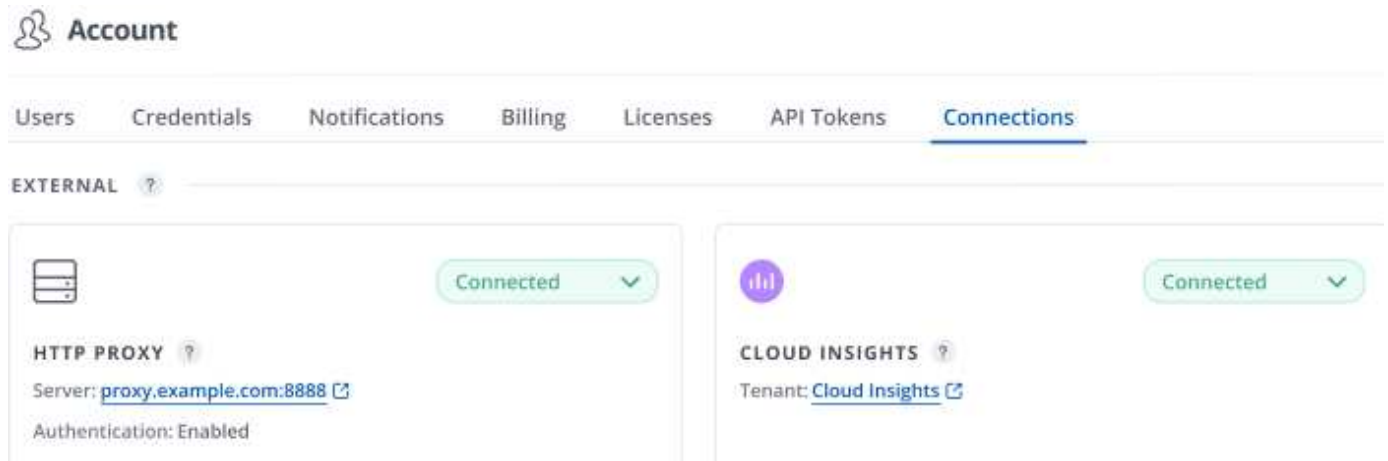 Account
Users Credentials Notifications Billing Licenses API Tokens Connections
EXTERNAL ?
Connected
HTTP PROXY ?
Server: proxy.example.com:8888
Authentication: Enabled
Connected
CLOUD INSIGHTS ?
Tenant: Cloud Insights